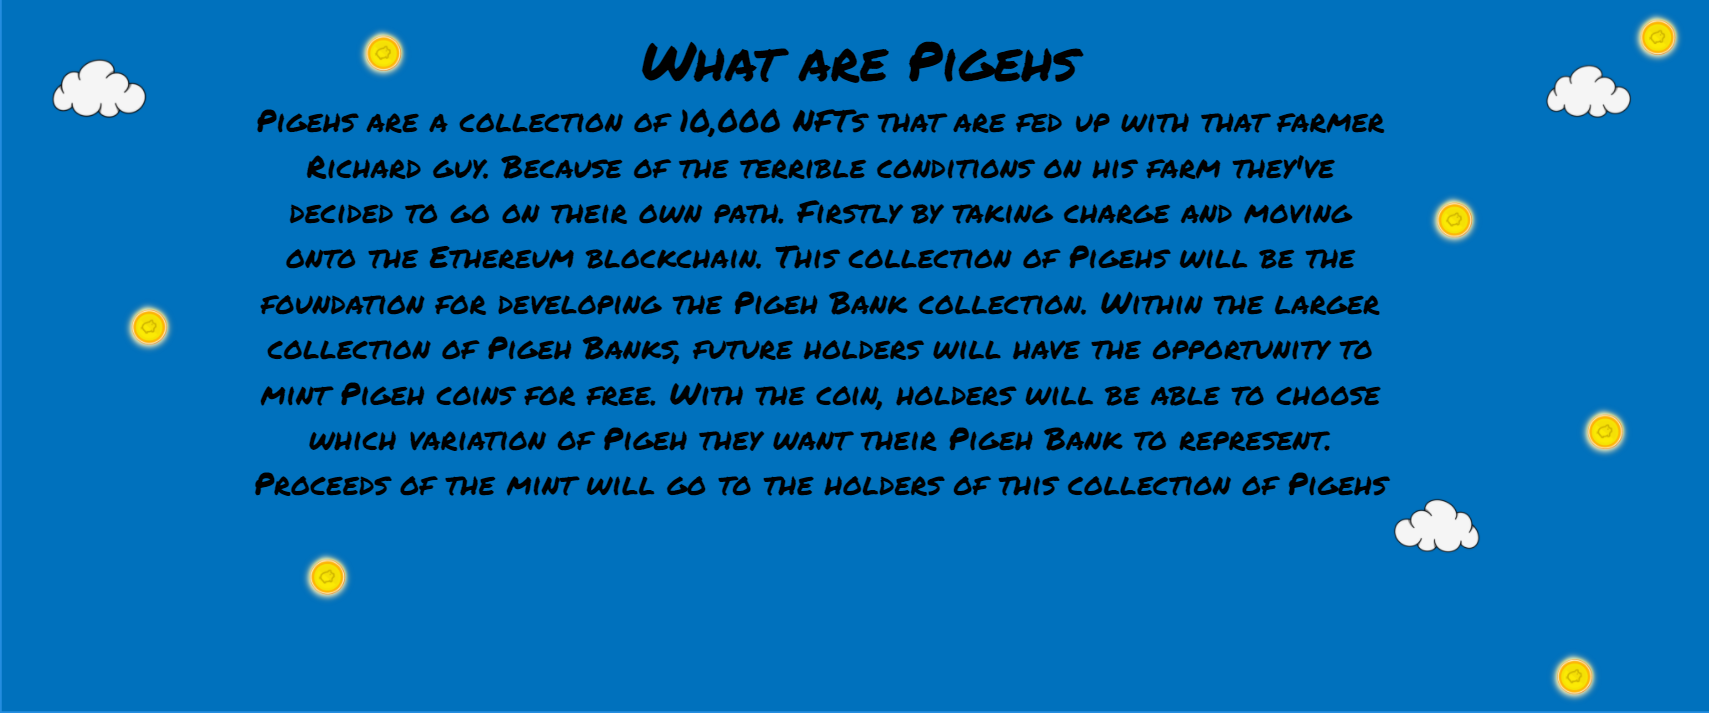 What are Pigehs
Pigehs are a collection of 10,000 NFTs that are fed up with that farmer
Richard guy. Because of the terrible conditions on his farm they've
decided to go on their own path. Firstly by taking charge and moving
onto the Ethereum blockchain. This collection of Pigehs will be the
foundation for developing the Pigeh Bank collection. Within the larger
collection of Pigeh Banks, future holders will have the opportunity to
mint Pigeh coins for free. With the coin, holders will be able to choose
which variation of Pigeh they want their Pigeh Bank to represent.
Proceeds of the mint will go to the holders of this collection of Pigehs